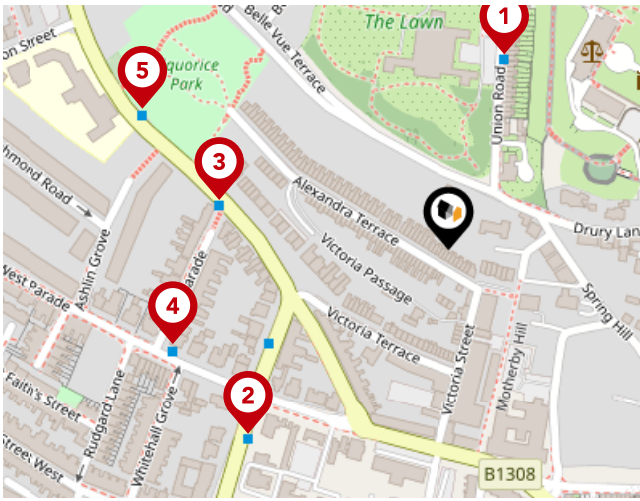 1
The Lawn
Belle Vue Terrace
on Street
5
quorice
Park
Union Road
3
hmond Road
Alexandra Terrace
Drury Lan
Ashlin Grove
Victoria Passage
arade
West Parade
4
Spring Hill
Victoria Terrace
Motherby Hill
Victoria Street
Faith's Street
Rudgard Lane
Whitehall Grove
2
Street West
B1308